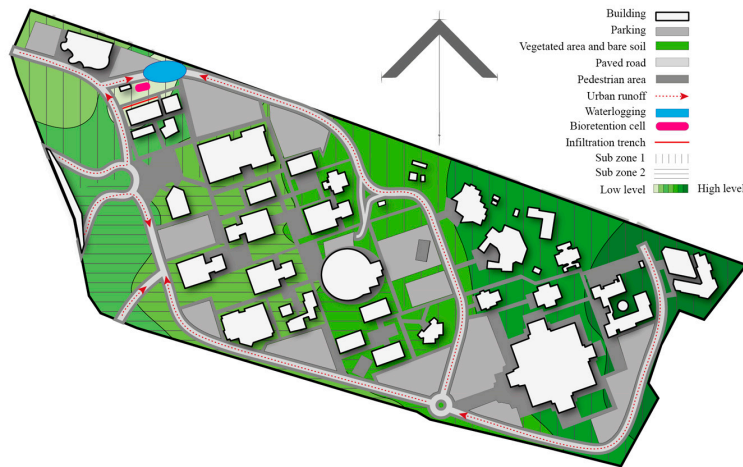 Building
Parking
Vegetated area and bare soil
Paved road
Pedestrian area
Urban runoff
Waterlogging
Bioretention cell
Infiltration trench
Sub zone 1
Sub zone 2
Low level High level